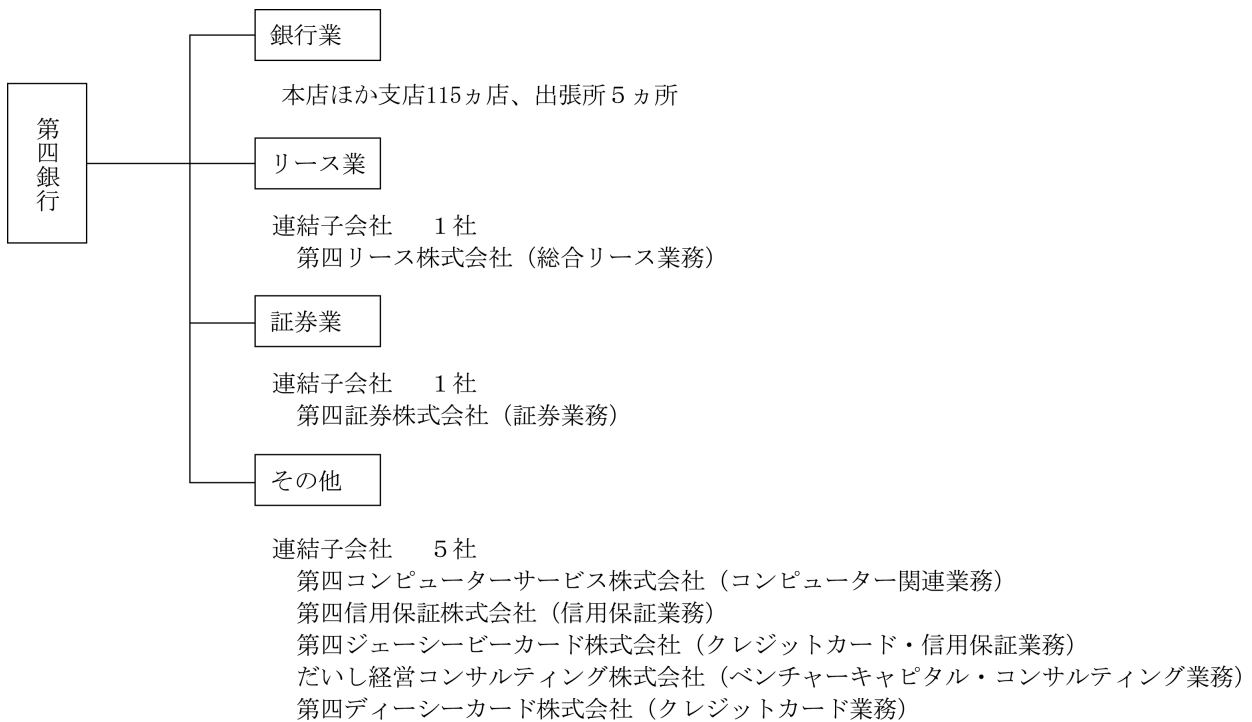 第四銀行
銀行業
本店ほか支店115ヵ店、出張所５ヵ所
リース業
連結子会社　１社
第四リース株式会社（総合リース業務）
証券業
連結子会社　１社
第四証券株式会社（証券業務）
その他
連結子会社　５社
第四コンピューターサービス株式会社（コンピューター関連業務）
第四信用保証株式会社（信用保証業務）
第四ジェーシービーカード株式会社（クレジットカード・信用保証業務）
だいし経営コンサルティング株式会社（ベンチャーキャピタル・コンサルティング業務）
第四ディーシーカード株式会社（クレジットカード業務）